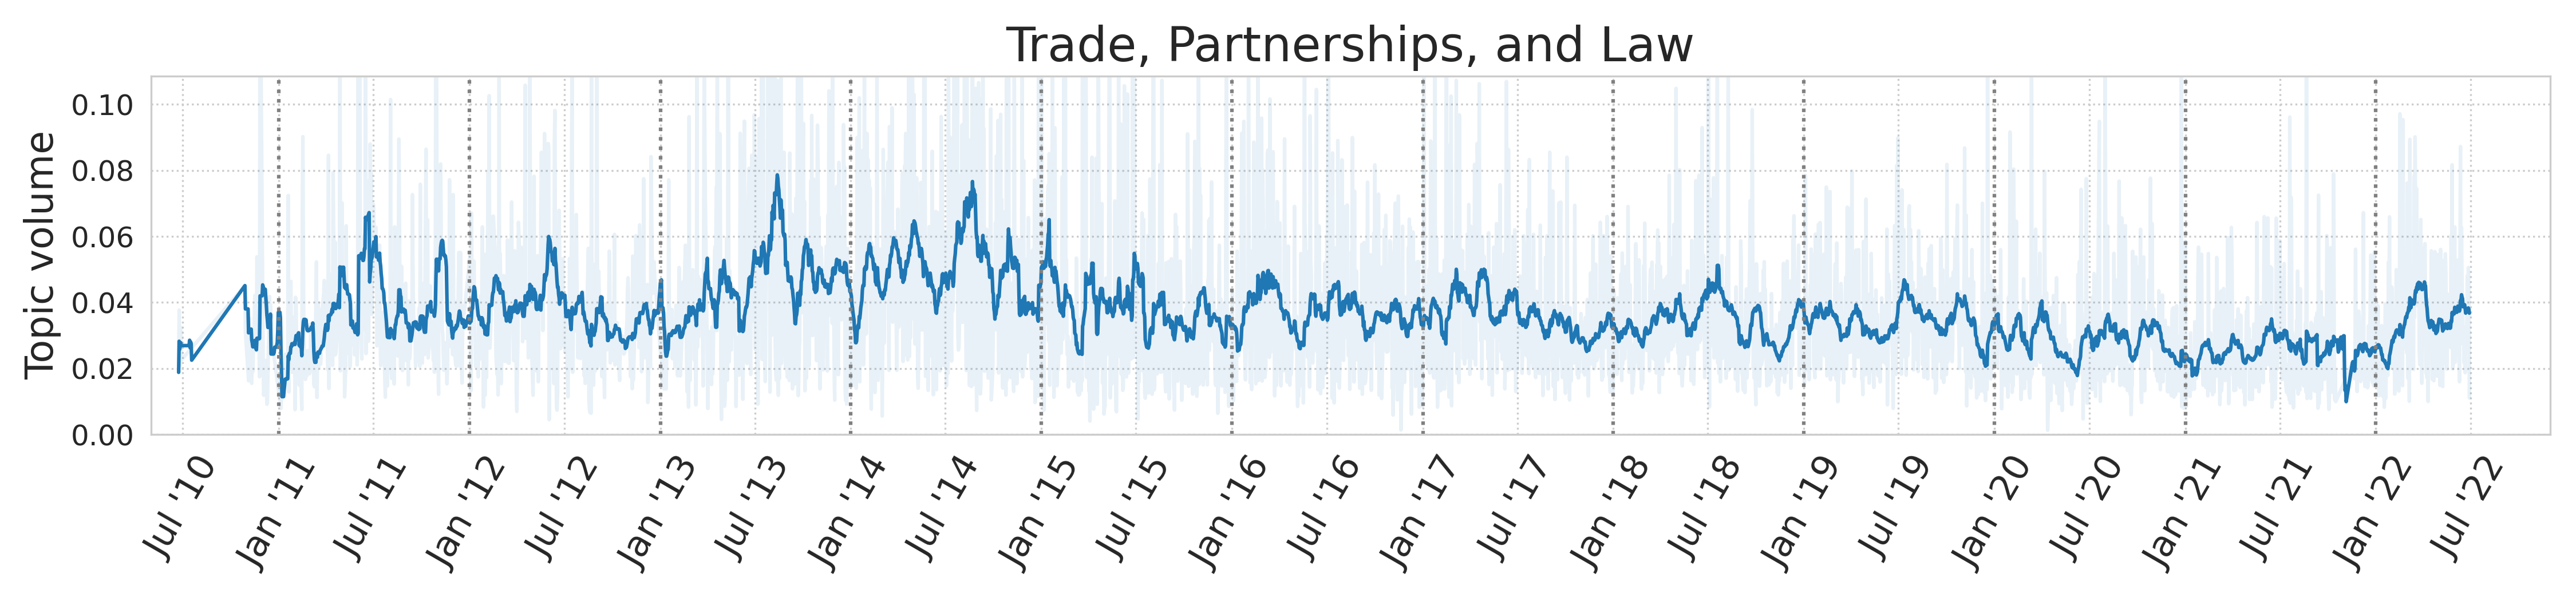 Trade, Partnerships, and Law
Topic volume
0.10
0.08
0.06
0.04
0.02
0.00
Jul '10
Jan '11
Jul '11
Jan '12
Jul '12
Jan '13
Jul '13
Jan '14
Jul '14
Jan '15
Jul '15
Jan '16
Jul '16
Jan '17
Jul '17
Jan '18
Jul '18
Jan '19
Jul '19
Jan '20
Jul '20
Jan '21
Jul '21
Jan '22
Jul '22